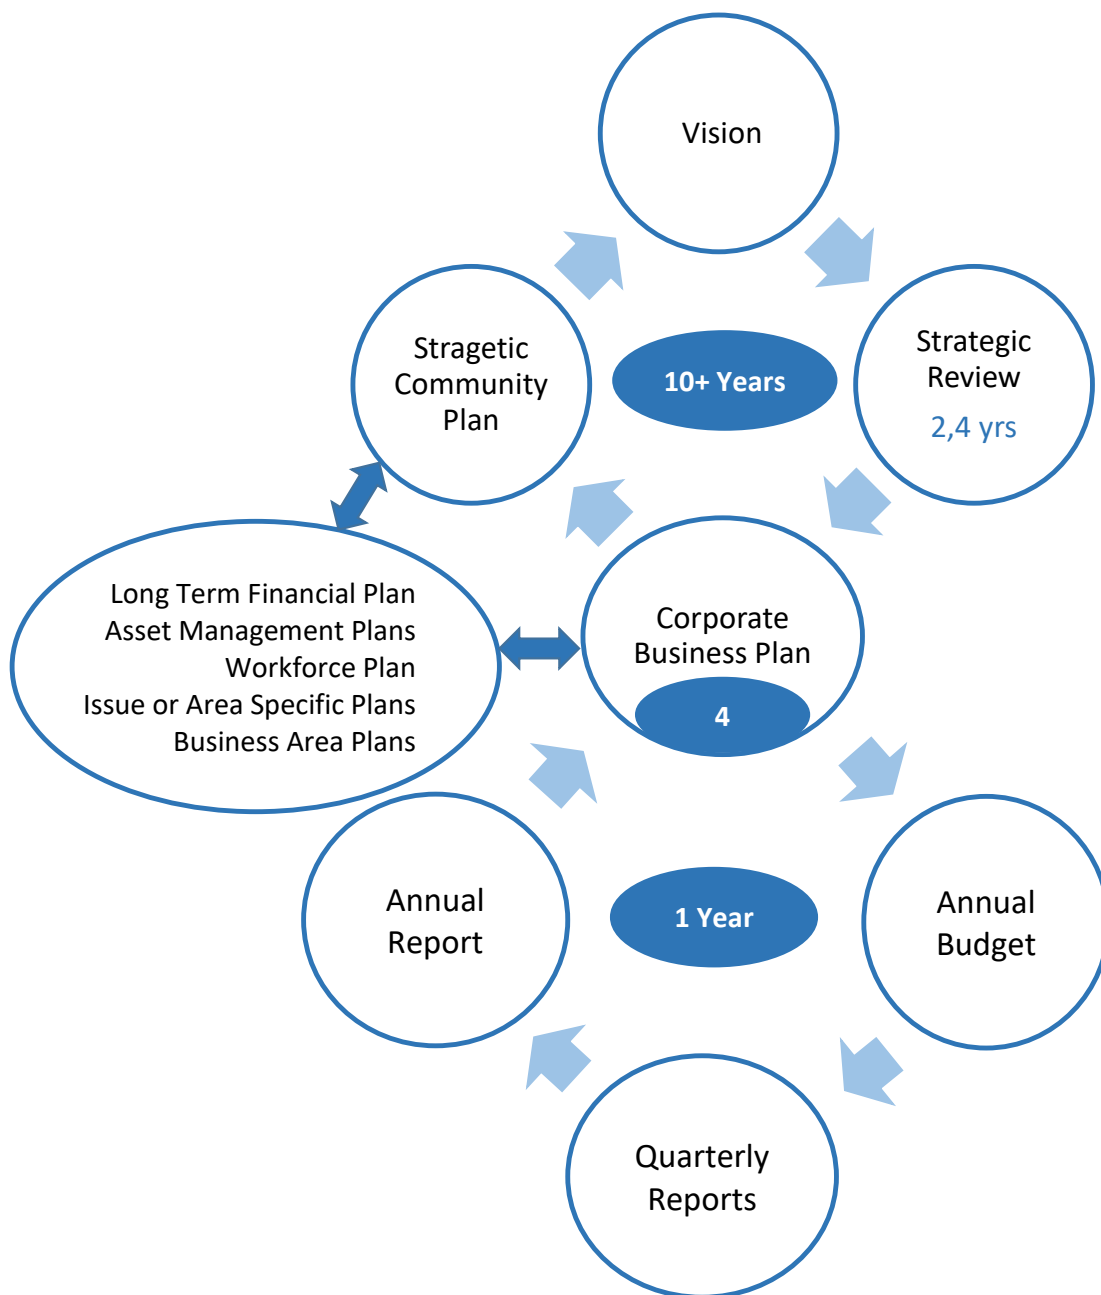 Vision
Stragetic
Community
Plan
10+ Years
Strategic
Review
2,4 yrs
Long Term Financial Plan
Asset Management Plans
Workforce Plan
Issue or Area Specific Plans
Business Area Plans
Corporate
Business Plan
4
Annual
Report
1 Year
Annual
Budget
Quarterly
Reports